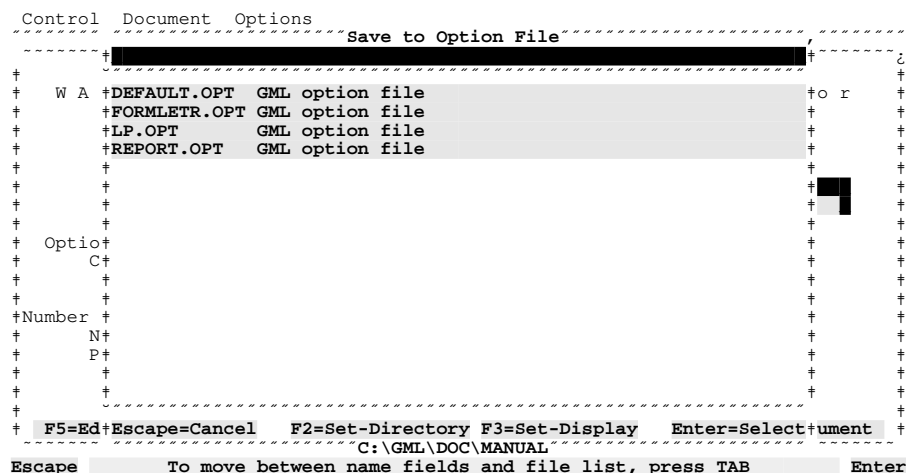 Control Document Options
Save to Option File
W A DEFAULT.OPT GML option file o r
FORMLETR.OPT GML option file
LP.OPT GML option file
REPORT.OPT GML option file
Optio
C
Number
N
P
F5=Ed Escape=Cancel F2=Set-Directory F3=Set-Display Enter=Select ument
C:\GML\DOC\MANUAL
Escape To move between name fields and file list, press TAB Enter